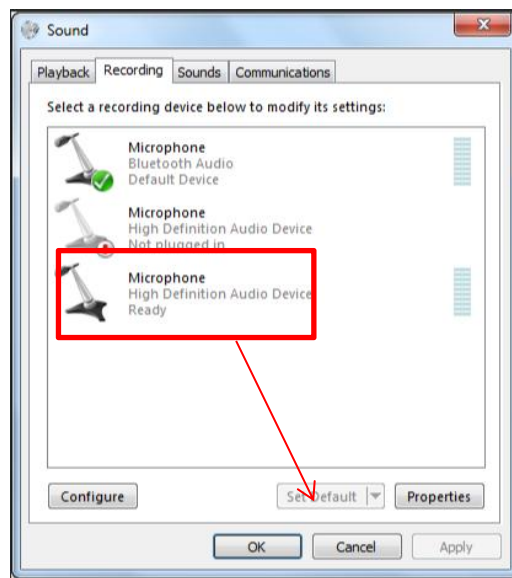 Sound
Playback Recording Sounds Communications
Select a recording device below to modify its settings:
Microphone
Bluetooth Audio
Default Device
Microphone
High Definition Audio Device
Not plugged in
Microphone
High Definition Audio Device
Ready
Configure Set Default Properties
OK Cancel Apply